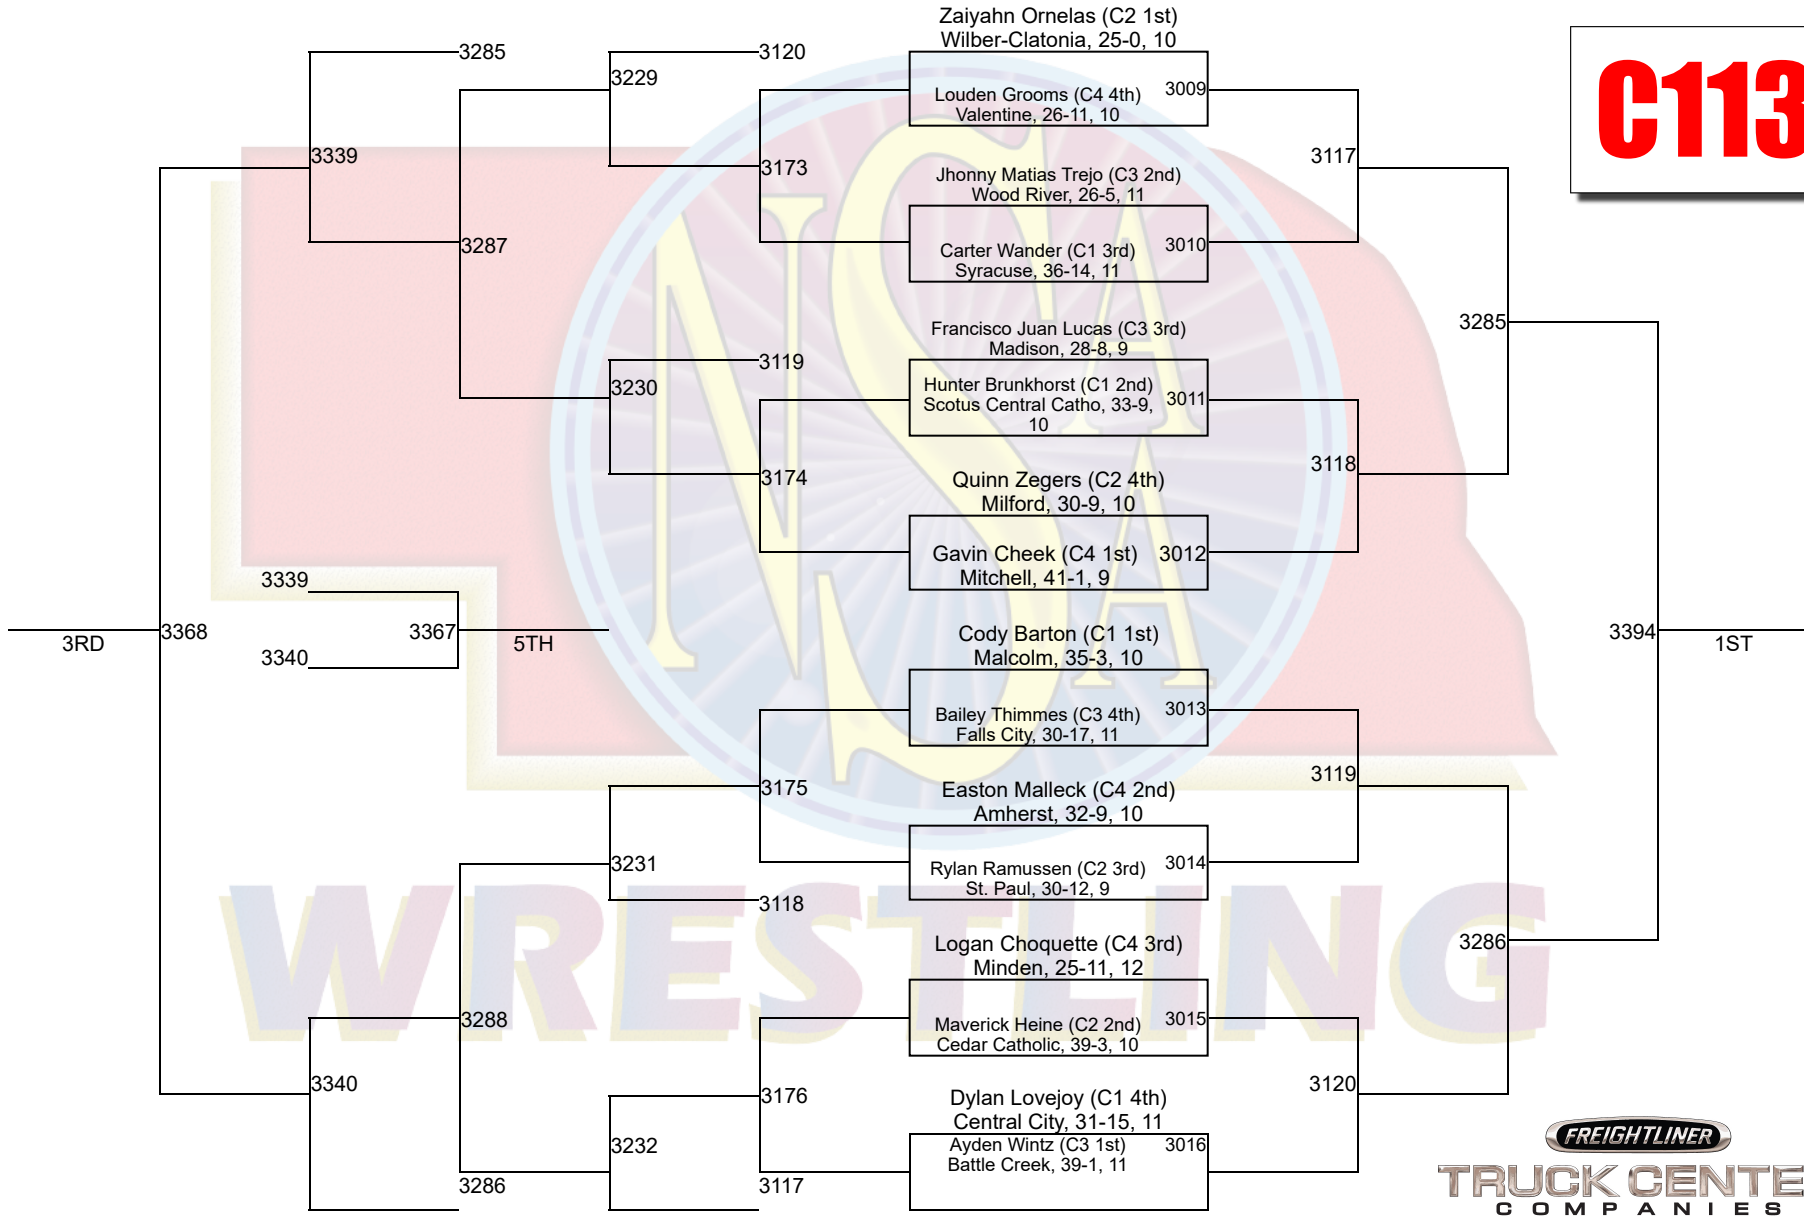 Zaiyahn Ornelas (C2 1st)
Wilber-Clatonia, 25-0, 10
3285
3120
3229
Louden Grooms (C4 4th)
Valentine, 26-11, 10
3009
C113
3339
3173
Jhonny Matias Trejo (C3 2nd)
Wood River, 26-5, 11
3117
3287
Carter Wander (C1 3rd)
Syracuse, 36-14, 11
3010
Francisco Juan Lucas (C3 3rd)
Madison, 28-8, 9
3285
3119
3230
Hunter Brunkhorst (C1 2nd)
Scotus Central Catho, 33-9,
10
3011
3174
Quinn Zegers (C2 4th)
Milford, 30-9, 10
3118
Gavin Cheek (C4 1st)
Mitchell, 41-1, 9
3012
3339
3368
3RD
3367
5TH
3340
Cody Barton (C1 1st)
Malcolm, 35-3, 10
3394
1ST
Bailey Thimmes (C3 4th)
Falls City, 30-17, 11
3013
3175
Easton Malleck (C4 2nd)
Amherst, 32-9, 10
3119
3231
Rylan Ramussen (C2 3rd)
St. Paul, 30-12, 9
3014
3118
Logan Choquette (C4 3rd)
Minden, 25-11, 12
3286
3288
Maverick Heine (C2 2nd)
Cedar Catholic, 39-3, 10
3015
3340
3176
Dylan Lovejoy (C1 4th)
Central City, 31-15, 11
3120
3232
Ayden Wintz (C3 1st)
Battle Creek, 39-1, 11
3016
3286
3117
NSAA
WRESTLING
FREIGHTLINER
TRUCK CENTE
COMPANIES